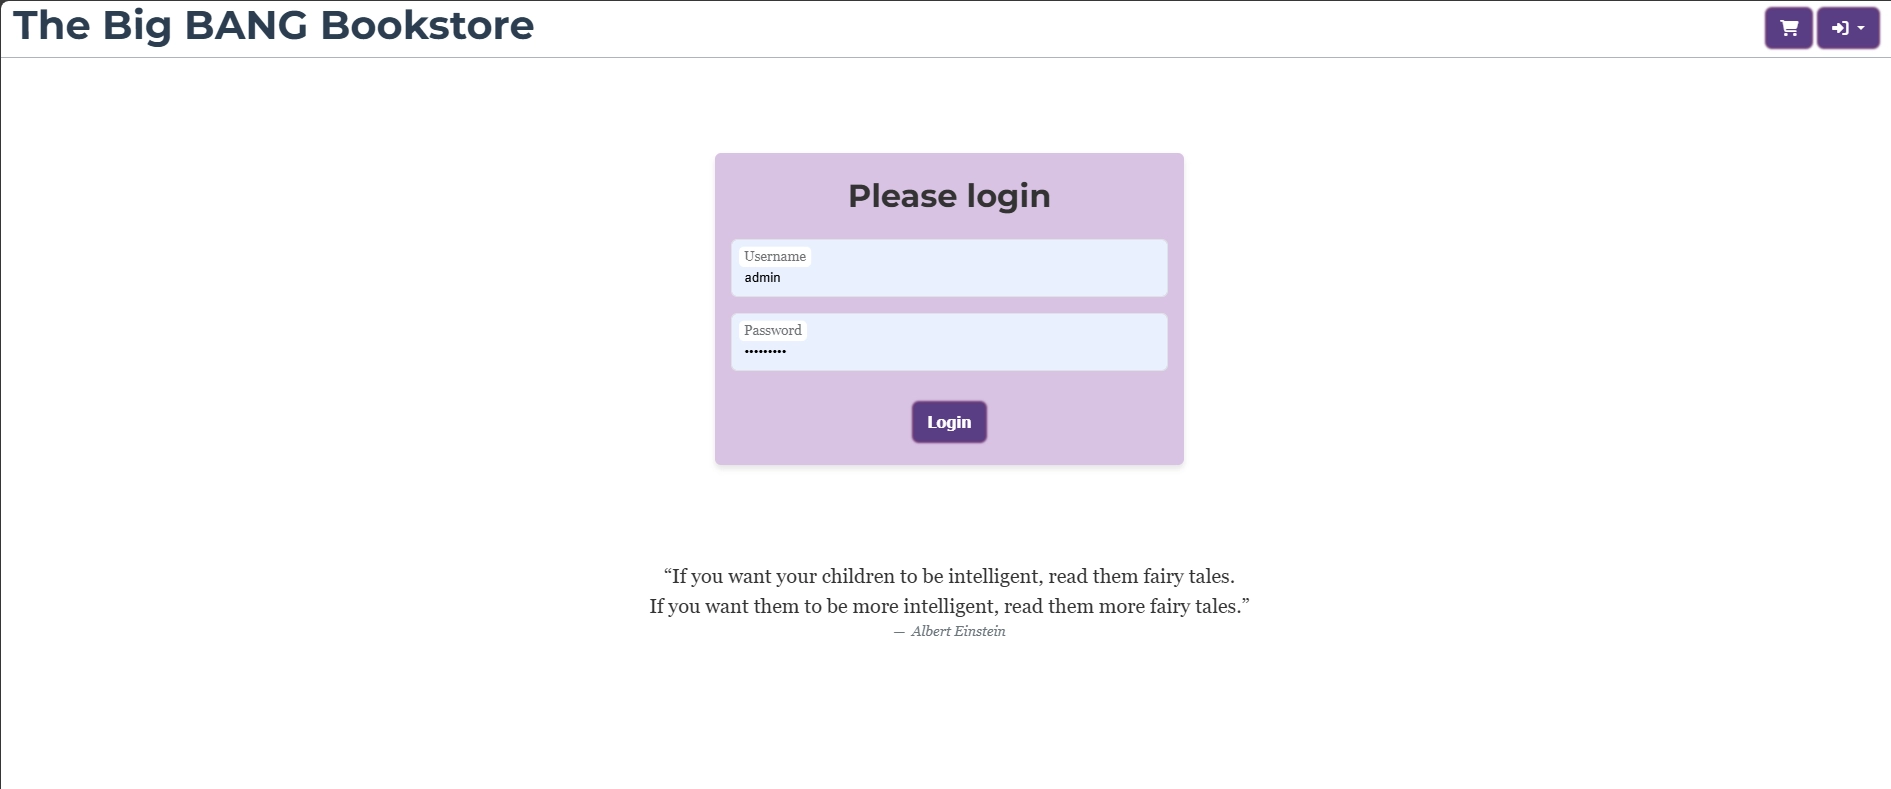 The Big BANG Bookstore
Please login
Username
admin
Password
•••••••••
Login
“If you want your children to be intelligent, read them fairy tales.
If you want them to be more intelligent, read them more fairy tales.”
— Albert Einstein